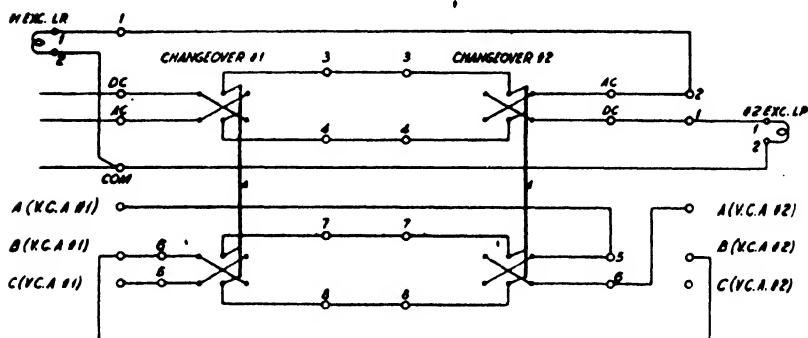 #1 EXC. LR 1
1
2
CHANGEOVER #1 3 3 CHANGEOVER #2
DC AC 2
AC DC 1 #2 EXC. LP
1
4 4 2
COM
A (V.C.A #1) A (V.C.A #2)
7 7
B (V.C.A #1) 6 5 B (V.C.A #2)
C (V.C.A #1) 6 C (V.C.A. #2)
8 8